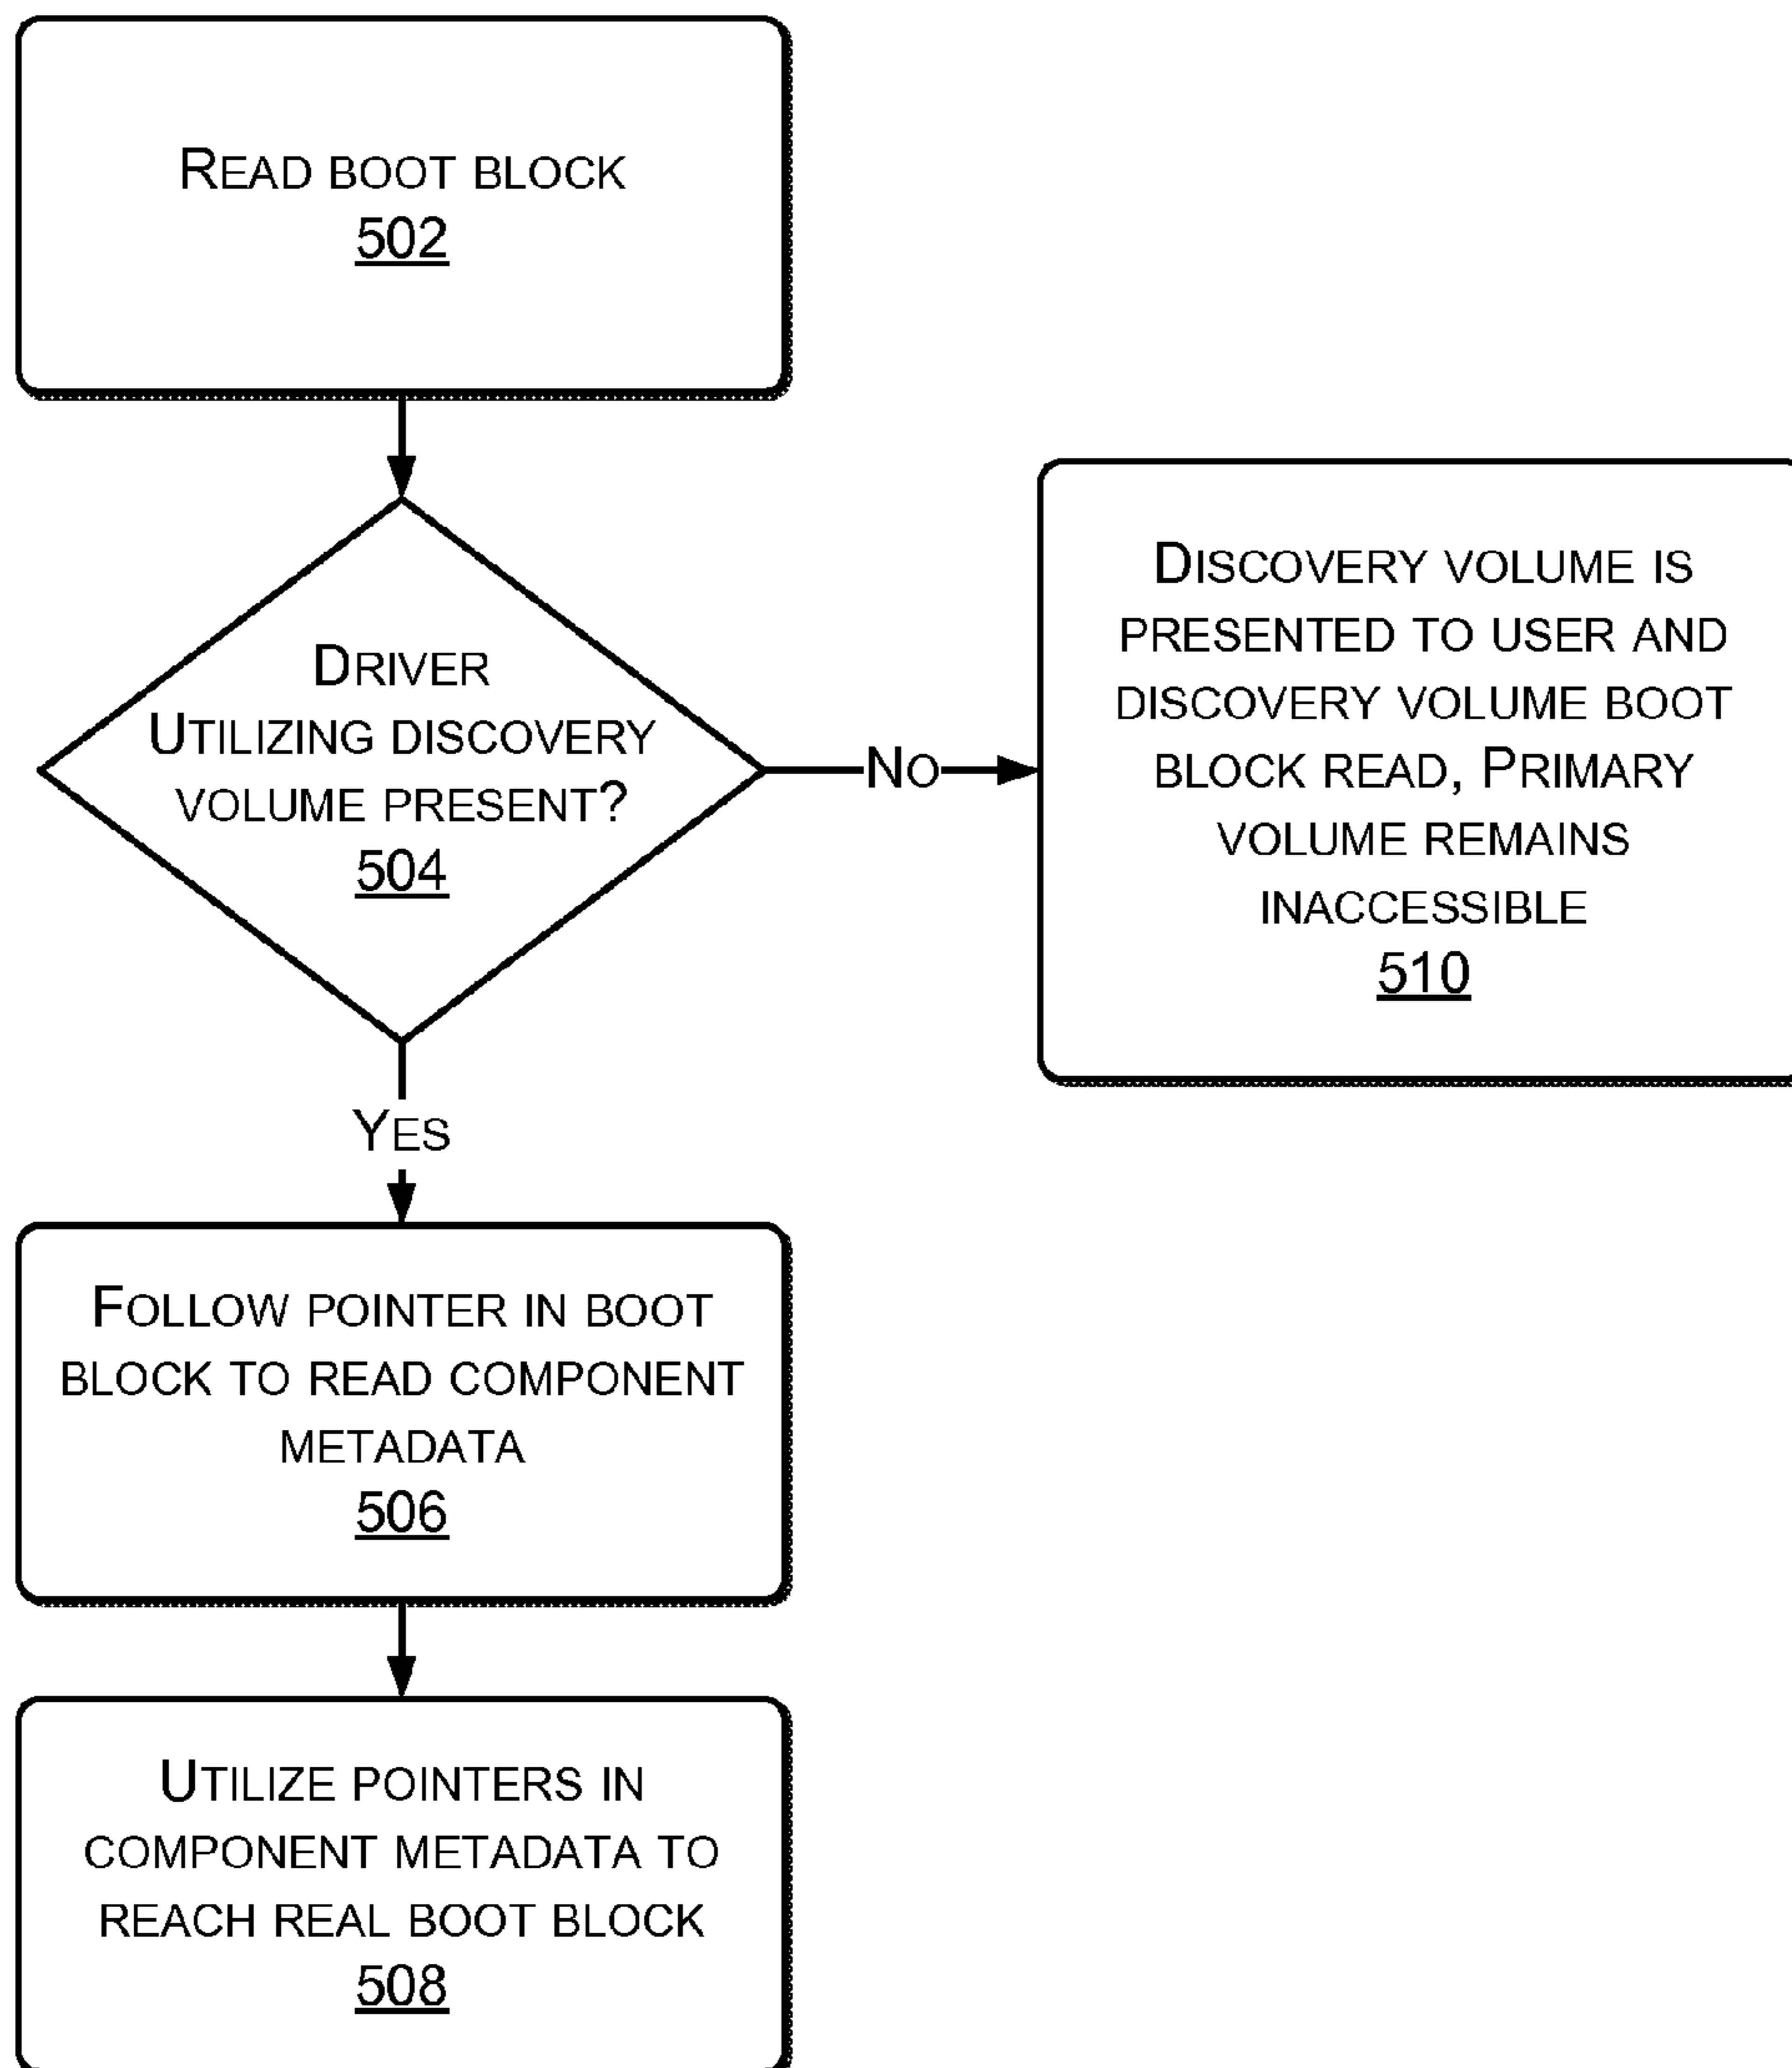 Read boot block
502
Driver
Utilizing discovery
volume present?
504
No
Discovery volume is
presented to user and
discovery volume boot
block read, Primary
volume remains
inaccessible
510
Yes
Follow pointer in boot
block to read component
metadata
506
Utilize pointers in
component metadata to
reach real boot block
508